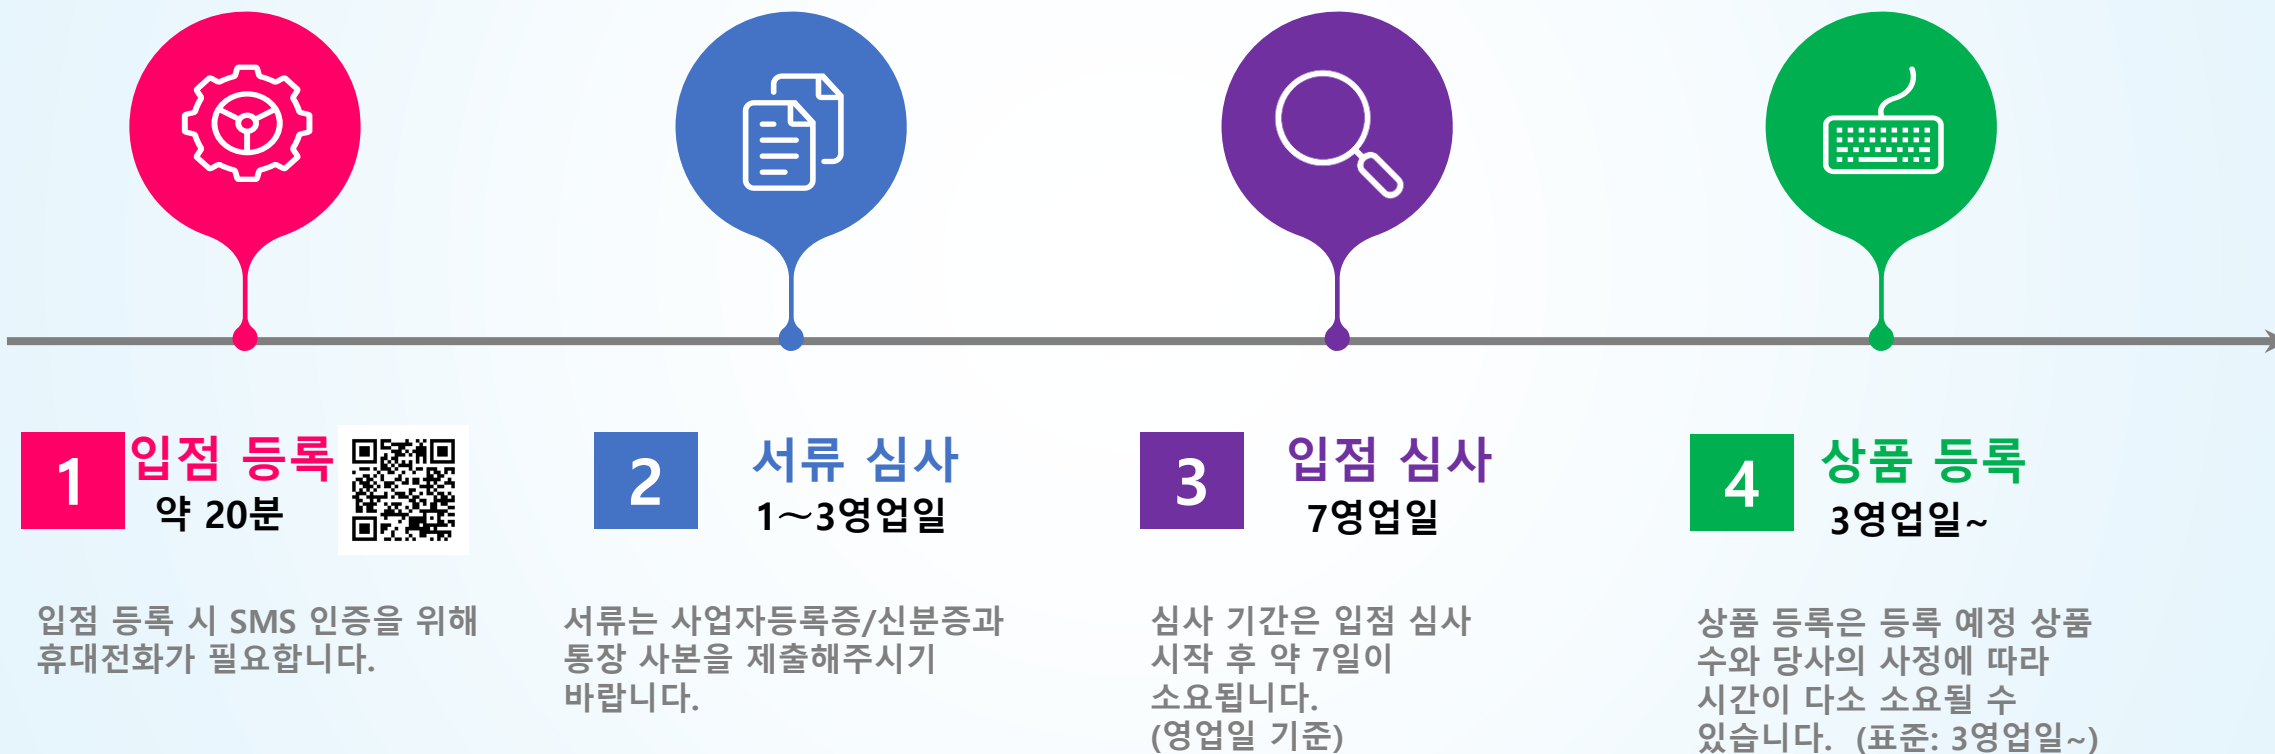 1
입점 등록
약 20분
입점 등록 시 SMS 인증을 위해
휴대전화가 필요합니다.
2
서류 심사
1～3영업일
서류는 사업자등록증/신분증과
통장 사본을 제출해주시기
바랍니다.
3
입점 심사
7영업일
심사 기간은 입점 심사
시작 후 약 7일이
소요됩니다.
(영업일 기준)
4
상품 등록
3영업일~
상품 등록은 등록 예정 상품
수와 당사의 사정에 따라
시간이 다소 소요될 수
있습니다. (표준: 3영업일~)